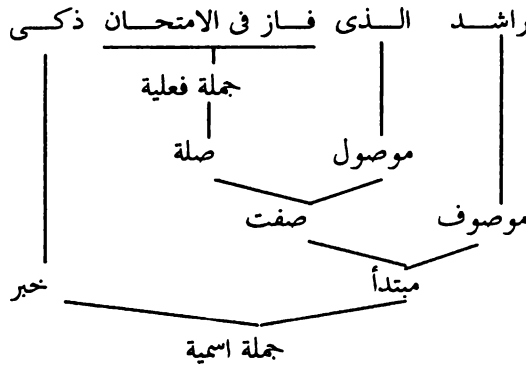 راشد الذى فاز فى الامتحان ذكى
جملة فعلية
موصول صلة
موصوف صفت
مبتدأ خبر
جملة اسمية